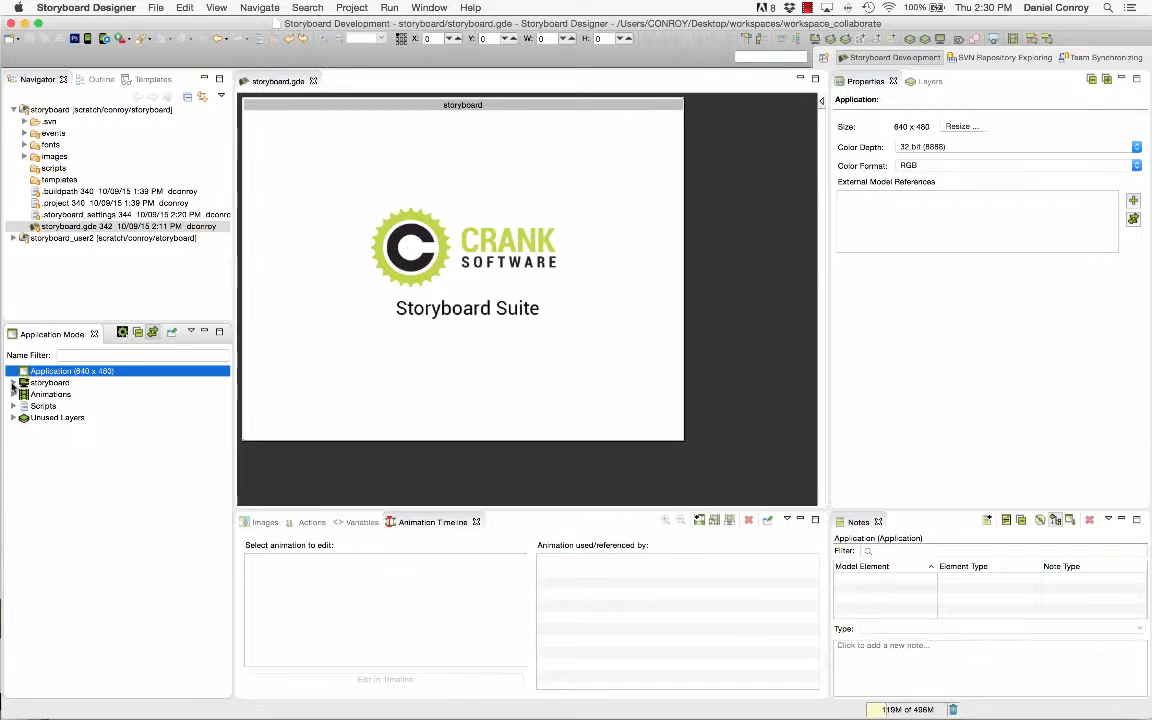 Storyboard Designer File Edit View Navigate Search Project Run Window Help 8 100% Thu 2:30 PM Daniel Conroy
Storyboard Development - storyboard/storyboard.gde - Storyboard Designer - /Users/CONROY/Desktop/workspaces/workspace_collaborate
X: 0 Y: 0 W: 0 H: 0
Storyboard Development SVN Repository Exploring Team Synchronizing
Navigator Outline Templates
storyboard [scratch/conroy/storyboard]
.svn
events
fonts
images
scripts
templates
.buildpath 340 10/09/15 1:39 PM dconroy
.project 340 10/09/15 1:39 PM dconroy
.storyboard_settings 344 10/09/15 2:20 PM dconrc
storyboard.gde 342 10/09/15 2:11 PM dconroy
storyboard_user2 [scratch/conroy/storyboard]
Application Model
Name Filter:
Application (640 x 480)
storyboard
Animations
Scripts
Unused Layers
storyboard.gde
storyboard
CRANK
SOFTWARE
Storyboard Suite
Images Actions Variables Animation Timeline
Select animation to edit:
Animation used/referenced by:
Edit In Timeline
Properties Layers
Application:
Size: 640 x 480 Resize ...
Color Depth: 32 bit (8888)
Color Format: RGB
External Model References
Notes
Application (Application)
Filter:
Model Element Element Type Note Type
Type:
Click to add a new note...
119M of 496M